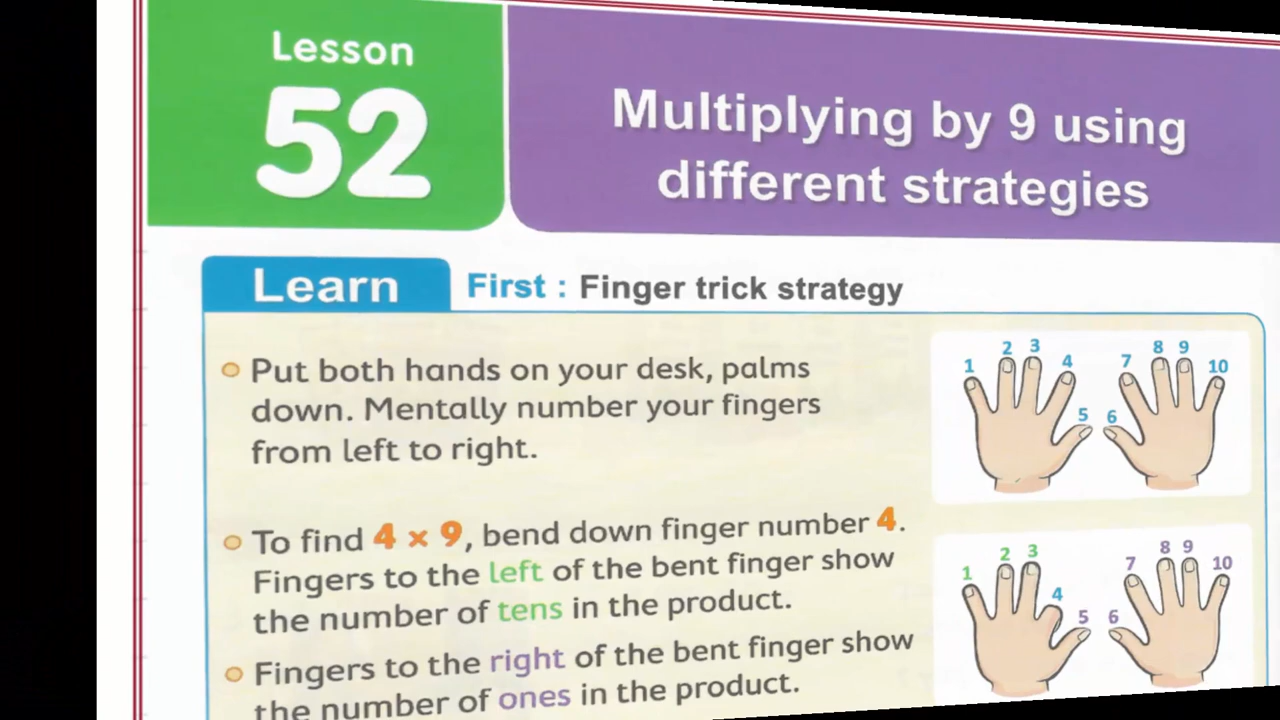 Lesson
52
Multiplying by 9 using
different strategies
Learn
First : Finger trick strategy
Put both hands on your desk, palms
down. Mentally number your fingers
from left to right.
1 2 3 4 5 6 7 8 9 10
To find 4 × 9, bend down finger number 4.
Fingers to the left of the bent finger show
the number of tens in the product.
1 2 3 4 5 6 7 8 9 10
Fingers to the right of the bent finger show
the number of ones in the product.